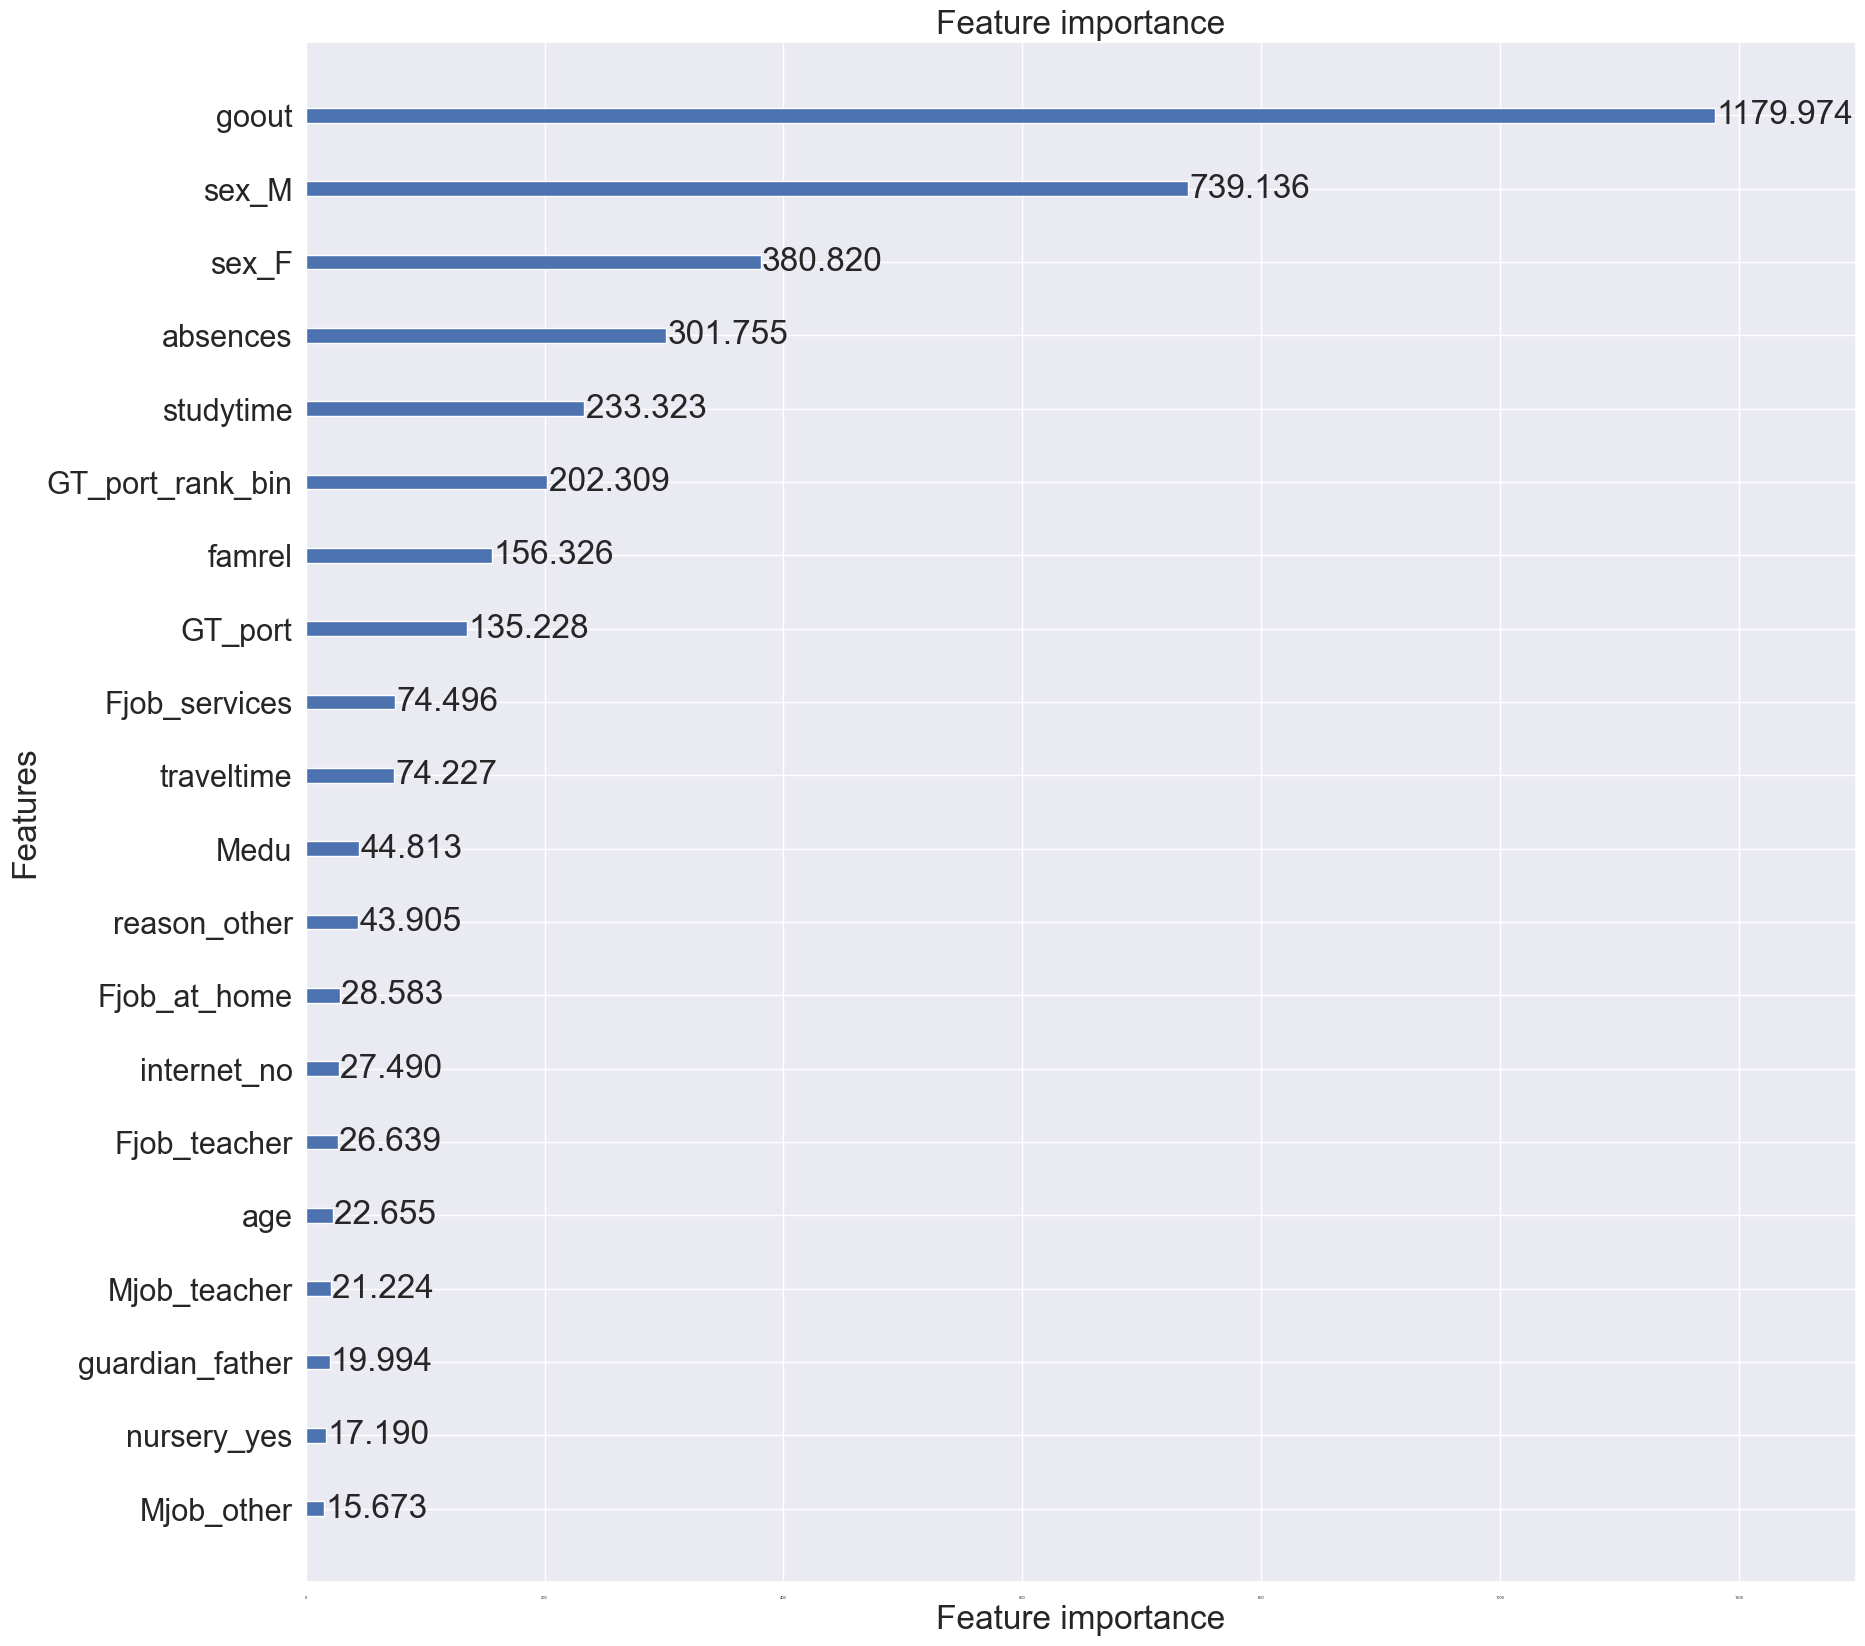 Feature importance
goout 1179.974
sex_M 739.136
sex_F 380.820
absences 301.755
studytime 233.323
GT_port_rank_bin 202.309
famrel 156.326
GT_port 135.228
Fjob_services 74.496
traveltime 74.227
Medu 44.813
reason_other 43.905
Fjob_at_home 28.583
internet_no 27.490
Fjob_teacher 26.639
age 22.655
Mjob_teacher 21.224
guardian_father 19.994
nursery_yes 17.190
Mjob_other 15.673
Features
Feature importance